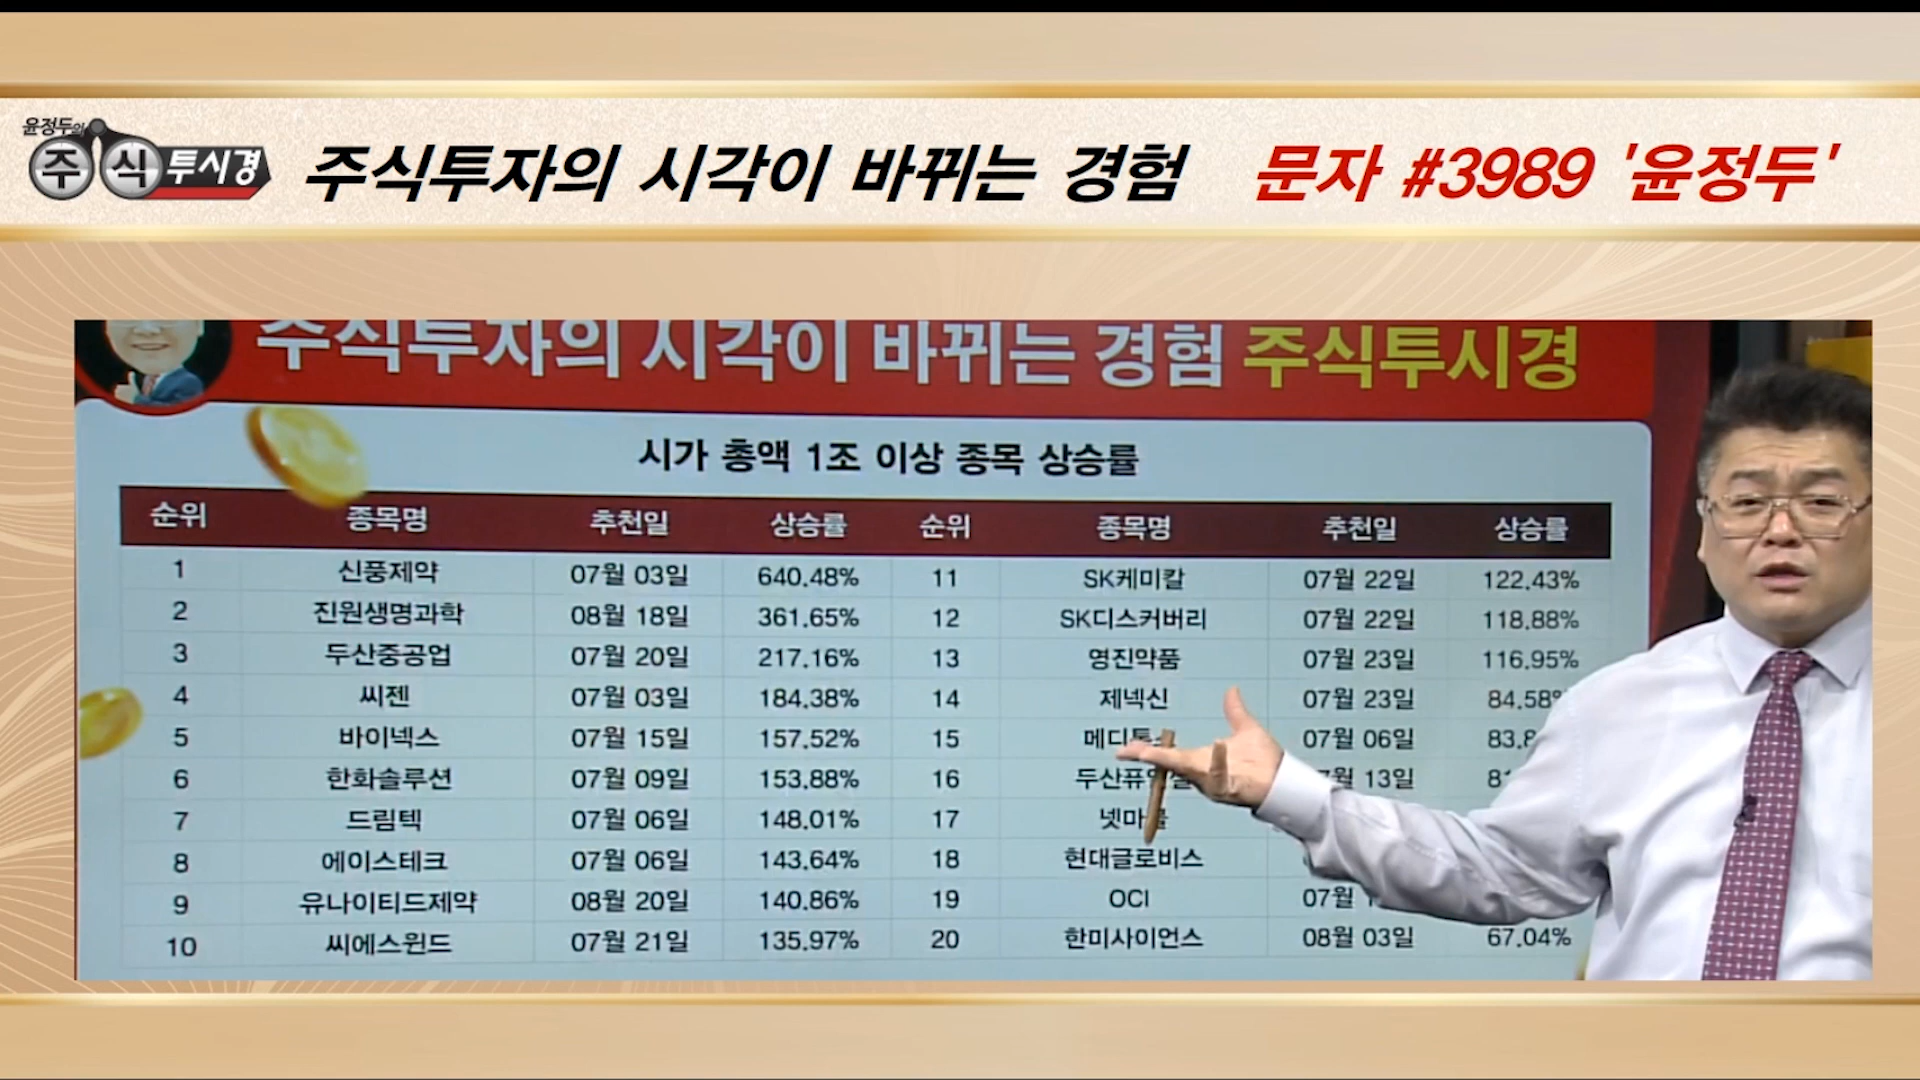 윤정두의
주식투시경
주식투자의 시각이 바뀌는 경험 문자 #3989 '윤정두'
주식투자의 시각이 바뀌는 경험 주식투시경
시가 총액 1조 이상 종목 상승률
순위 종목명 추천일 상승률 순위 종목명 추천일 상승률
1 신풍제약 07월 03일 640.48% 11 SK케미칼 07월 22일 122.43%
2 진원생명과학 08월 18일 361.65% 12 SK디스커버리 07월 22일 118.88%
3 두산중공업 07월 20일 217.16% 13 명진약품 07월 23일 116.95%
4 씨젠 07월 03일 184.38% 14 제넥신 07월 23일 84.58%
5 바이넥스 07월 15일 157.52% 15 07월 06일
6 한화솔루션 07월 09일 153.88% 16 13일
7 드림텍 07월 06일 148.01% 17
8 에이스테크 07월 06일 143.64% 18 현대글로비스
9 유나이티드제약 08월 20일 140.86% 19 OCI 07월
10 씨에스윈드 07월 21일 135.97% 20 한미사이언스 08월 03일 67.04%